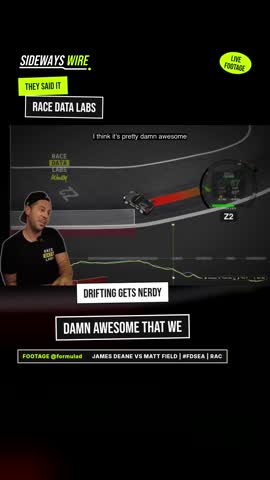 SIDEWAYS WIRE
LIVE
FOOTAGE
THEY SAID IT
RACE DATA LABS
I think it's pretty damn awesome
RACE
DATA
LABS
Z2
Z2
DRIFTING GETS NERDY
DAMN AWESOME THAT WE
FOOTAGE @formulad JAMES DEANE VS MATT FIELD | #FDSEA | RAC